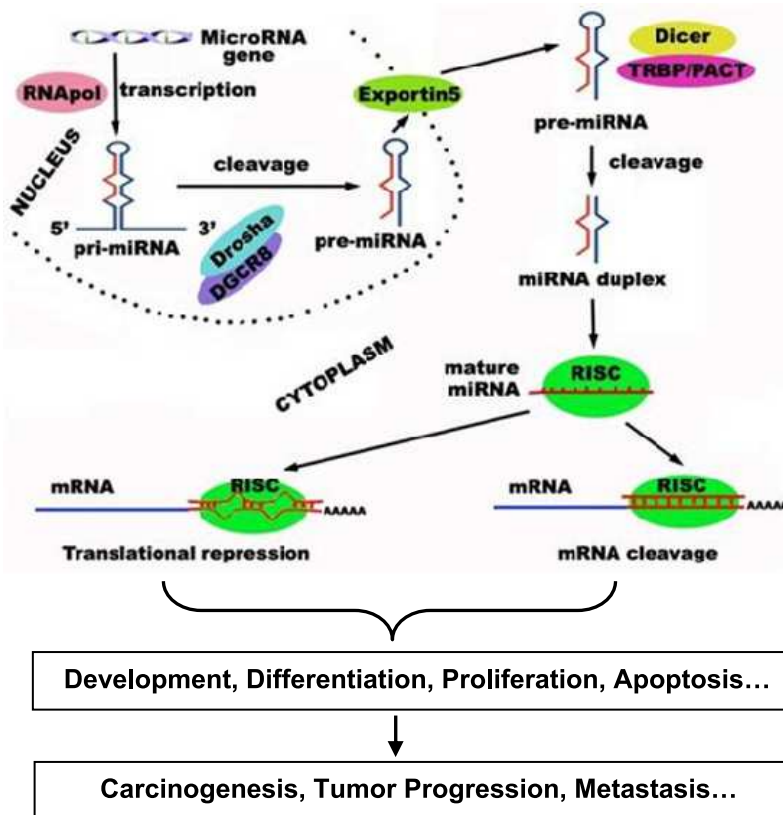 MicroRNA
gene
RNApol
transcription
NUCLEUS
5'
3'
pri-miRNA
cleavage
Drosha
DGCR8
pre-miRNA
Exportin5
Dicer
TRBP/PACT
pre-miRNA
cleavage
miRNA duplex
CYTOPLASM
mature
miRNA
RISC
mRNA
RISC
AAAAA
Translational repression
mRNA
RISC
AAAAA
mRNA cleavage
Development, Differentiation, Proliferation, Apoptosis…
Carcinogenesis, Tumor Progression, Metastasis…